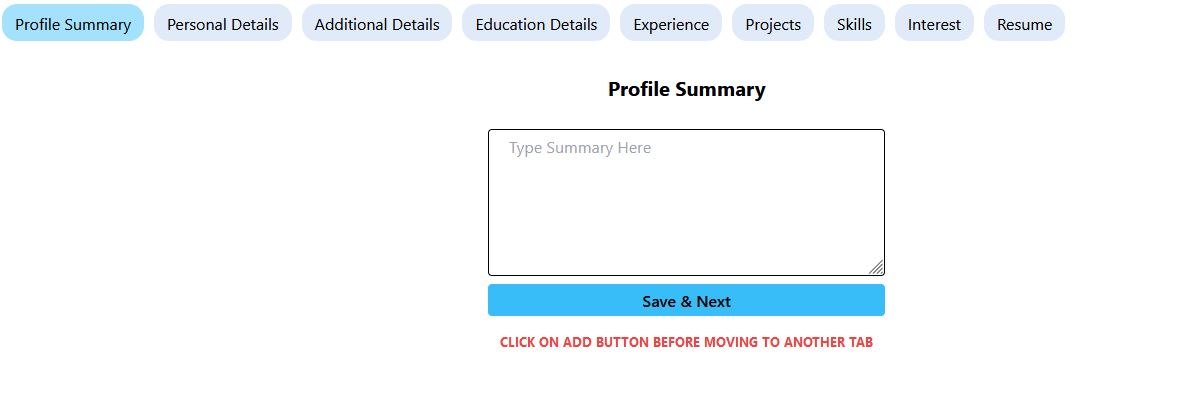 Profile Summary Personal Details Additional Details Education Details Experience Projects Skills Interest Resume
Profile Summary
Type Summary Here
Save & Next
CLICK ON ADD BUTTON BEFORE MOVING TO ANOTHER TAB